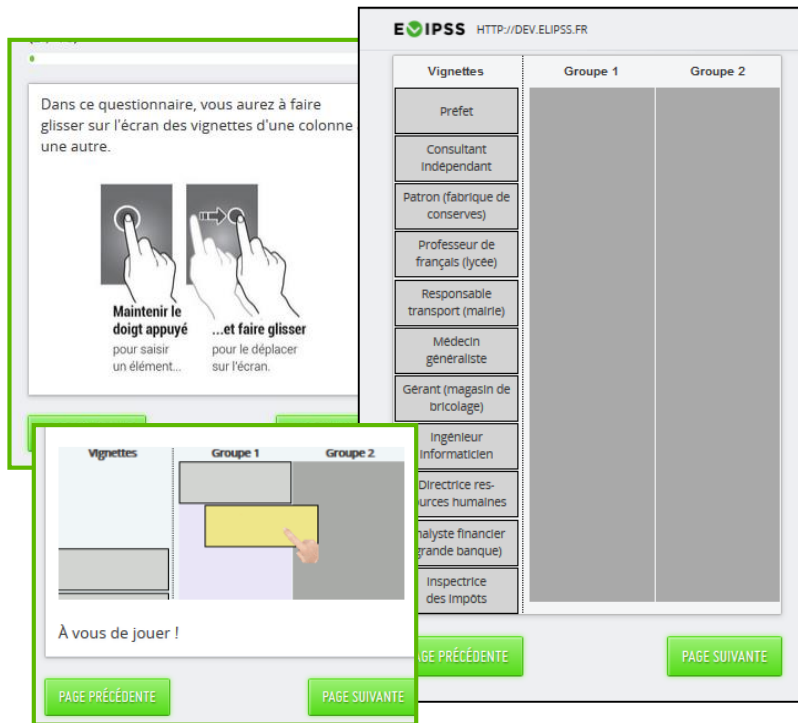 Dans ce questionnaire, vous aurez à faire
glisser sur l'écran des vignettes d'une colonne
une autre.
Maintenir le
doigt appuyé
pour saisir
un élément...
...et faire glisser
pour le déplacer
sur l'écran.
Vignettes
Groupe 1
Groupe 2
À vous de jouer !
PAGE PRÉCÉDENTE
PAGE SUIVANTE
ELIPSS HTTP://DEV.ELIPSS.FR
Vignettes
Groupe 1
Groupe 2
Préfet
Consultant
indépendant
Patron (fabrique de
conserves)
Professeur de
français (lycée)
Responsable
transport (mairie)
Médecin
généraliste
Gérant (magasin de
bricolage)
Ingénieur
informaticien
Directrice res-
ources humaines
nalyste financier
grande banque)
Inspectrice
des impôts
AGE PRÉCÉDENTE
PAGE SUIVANTE